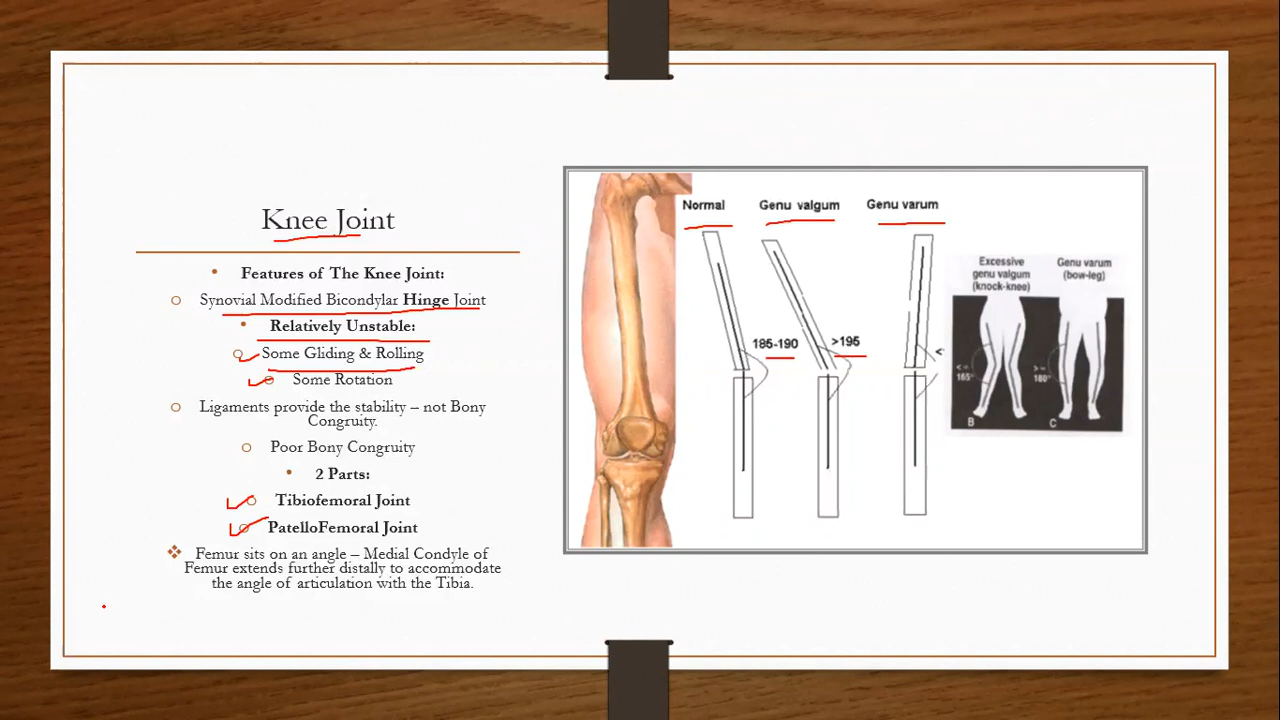 Knee Joint
Features of The Knee Joint:
Synovial Modified Bicondylar Hinge Joint
Relatively Unstable:
Some Gliding & Rolling
Some Rotation
Ligaments provide the stability – not Bony
Congruity.
Poor Bony Congruity
2 Parts:
Tibiofemoral Joint
PatelloFemoral Joint
Femur sits on an angle – Medial Condyle of
Femur extends further distally to accommodate
the angle of articulation with the Tibia.
Normal
Genu valgum
Genu varum
185-190
>195
<
Excessive
genu valgum
(knock-knee)
Genu varum
(bow-leg)
< =
165°
> =
180°
B
C